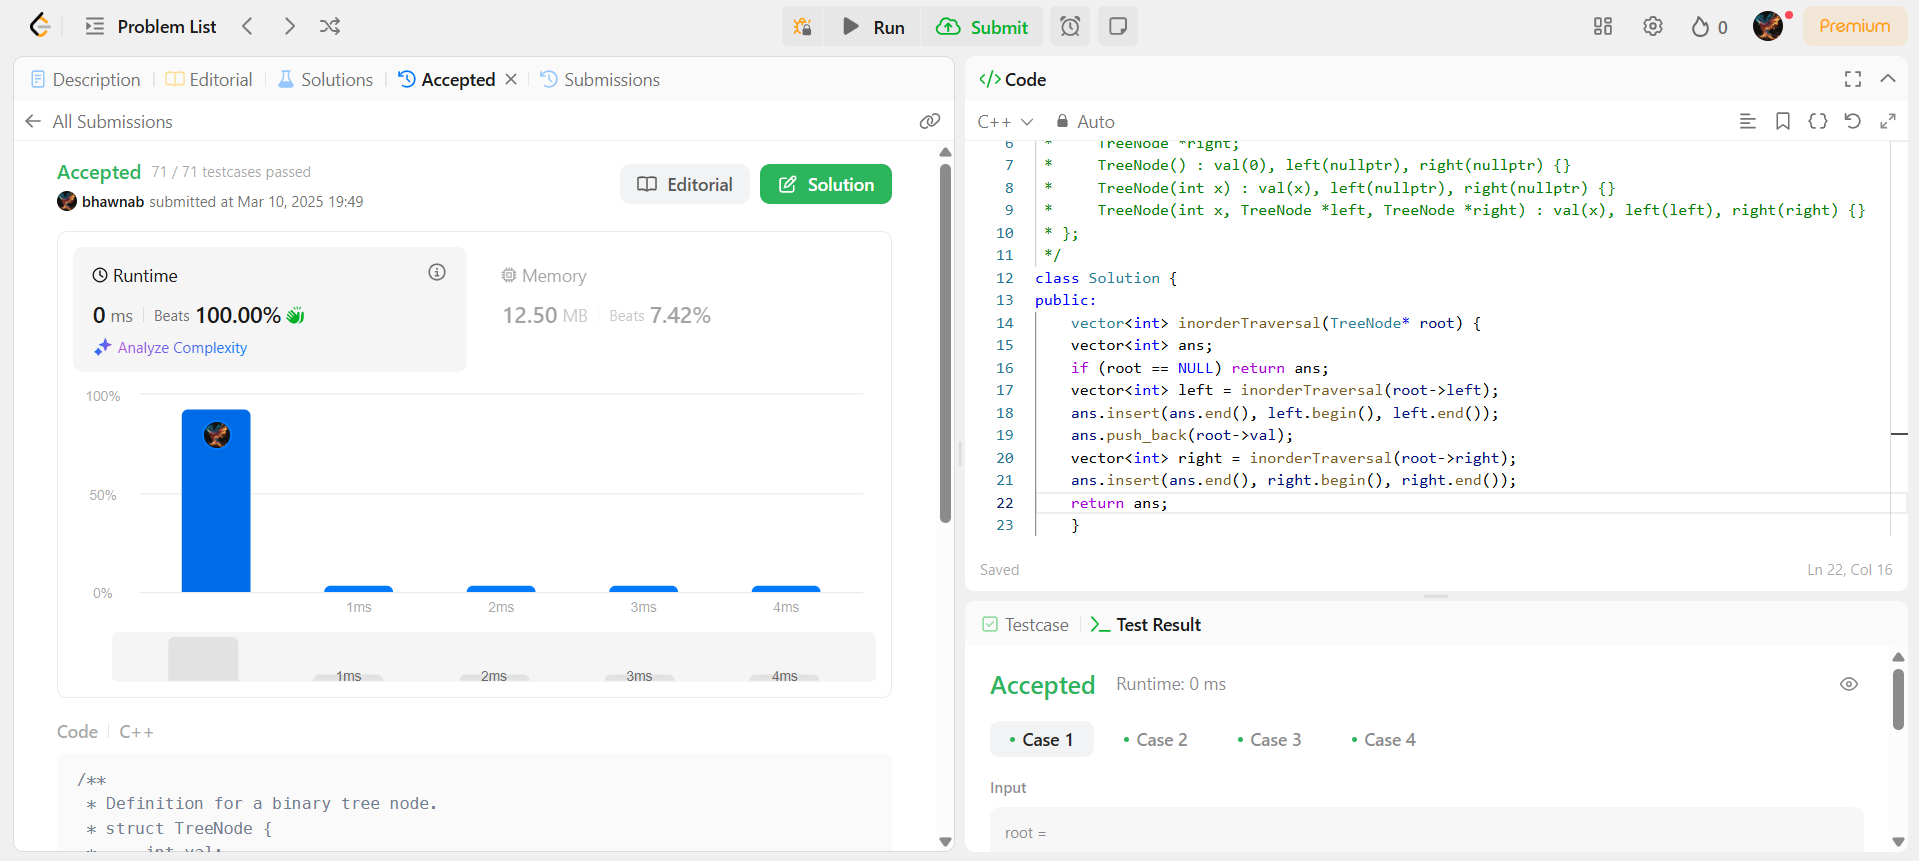 Problem List
Run
Submit
0
Premium
Description
Editorial
Solutions
Accepted
Submissions
All Submissions
Accepted 71 / 71 testcases passed
bhawnab submitted at Mar 10, 2025 19:49
Editorial
Solution
Runtime
0 ms Beats 100.00%
Analyze Complexity
Memory
12.50 MB Beats 7.42%
100%
50%
0%
1ms 2ms 3ms 4ms
1ms 2ms 3ms 4ms
Code C++
/**
* Definition for a binary tree node.
* struct TreeNode {
* int val;
</> Code
C++ Auto
6 * TreeNode *right;
7 * TreeNode() : val(0), left(nullptr), right(nullptr) {}
8 * TreeNode(int x) : val(x), left(nullptr), right(nullptr) {}
9 * TreeNode(int x, TreeNode *left, TreeNode *right) : val(x), left(left), right(right) {}
10 * };
11 */
12 class Solution {
13 public:
14 vector<int> inorderTraversal(TreeNode* root) {
15 vector<int> ans;
16 if (root == NULL) return ans;
17 vector<int> left = inorderTraversal(root->left);
18 ans.insert(ans.end(), left.begin(), left.end());
19 ans.push_back(root->val);
20 vector<int> right = inorderTraversal(root->right);
21 ans.insert(ans.end(), right.begin(), right.end());
22 return ans;
23 }
Saved
Ln 22, Col 16
Testcase
Test Result
Accepted Runtime: 0 ms
Case 1
Case 2
Case 3
Case 4
Input
root =